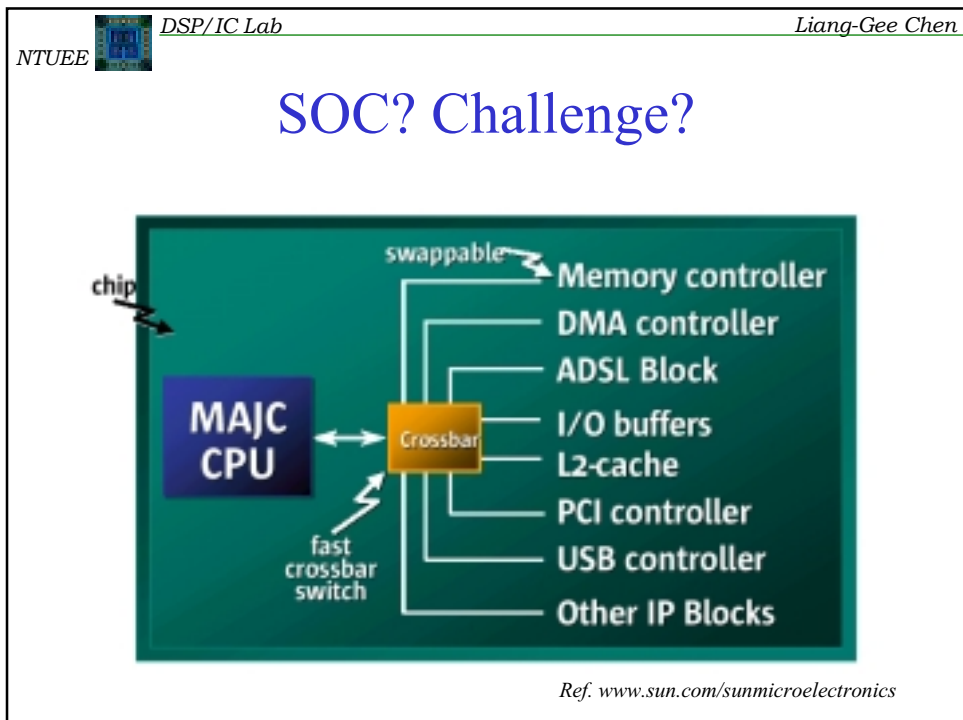 DSP/IC Lab
Liang-Gee Chen
NTUEE
SOC? Challenge?
chip
swappable
Memory controller
DMA controller
ADSL Block
MAJC
CPU
Crossbar
I/O buffers
L2-cache
PCI controller
USB controller
Other IP Blocks
fast
crossbar
switch
Ref. www.sun.com/sunmicroelectronics